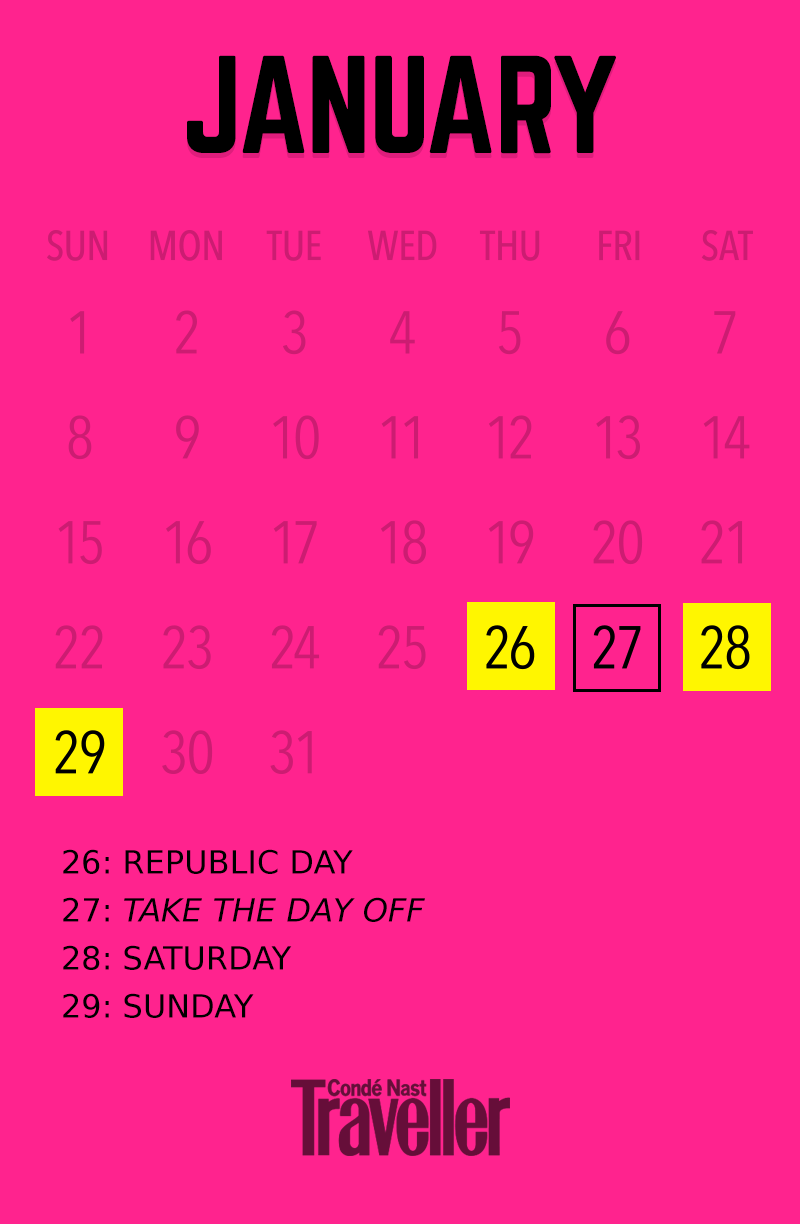 JANUARY
SUN MON TUE WED THU FRI SAT
1 2 3 4 5 6 7
8 9 10 11 12 13 14
15 16 17 18 19 20 21
22 23 24 25 26 27 28
29 30 31
26: REPUBLIC DAY
27: TAKE THE DAY OFF
28: SATURDAY
29: SUNDAY
Condé Nast
Traveller